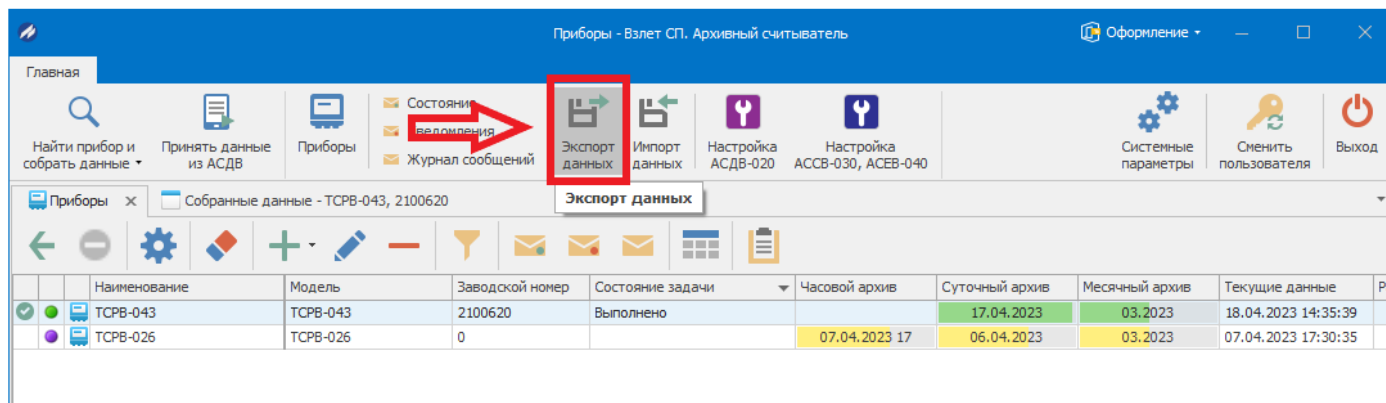 Приборы - Взлет СП. Архивный считыватель
Оформление
Главная
Найти прибор и
собрать данные
Принять данные
из АСДВ
Приборы
Состояние
Уведомления
Журнал сообщений
Экспорт
данных
Импорт
данных
Настройка
АСДВ-020
Настройка
АССВ-030, АСЕВ-040
Системные
параметры
Сменить
пользователя
Выход
Приборы
Собранные данные - ТСРВ-043, 2100620
Экспорт данных
Наименование Модель Заводской номер Состояние задачи Часовой архив Суточный архив Месячный архив Текущие данные Р
ТСРВ-043 ТСРВ-043 2100620 Выполнено 17.04.2023 03.2023 18.04.2023 14:35:39
ТСРВ-026 ТСРВ-026 0 07.04.2023 17 06.04.2023 03.2023 07.04.2023 17:30:35